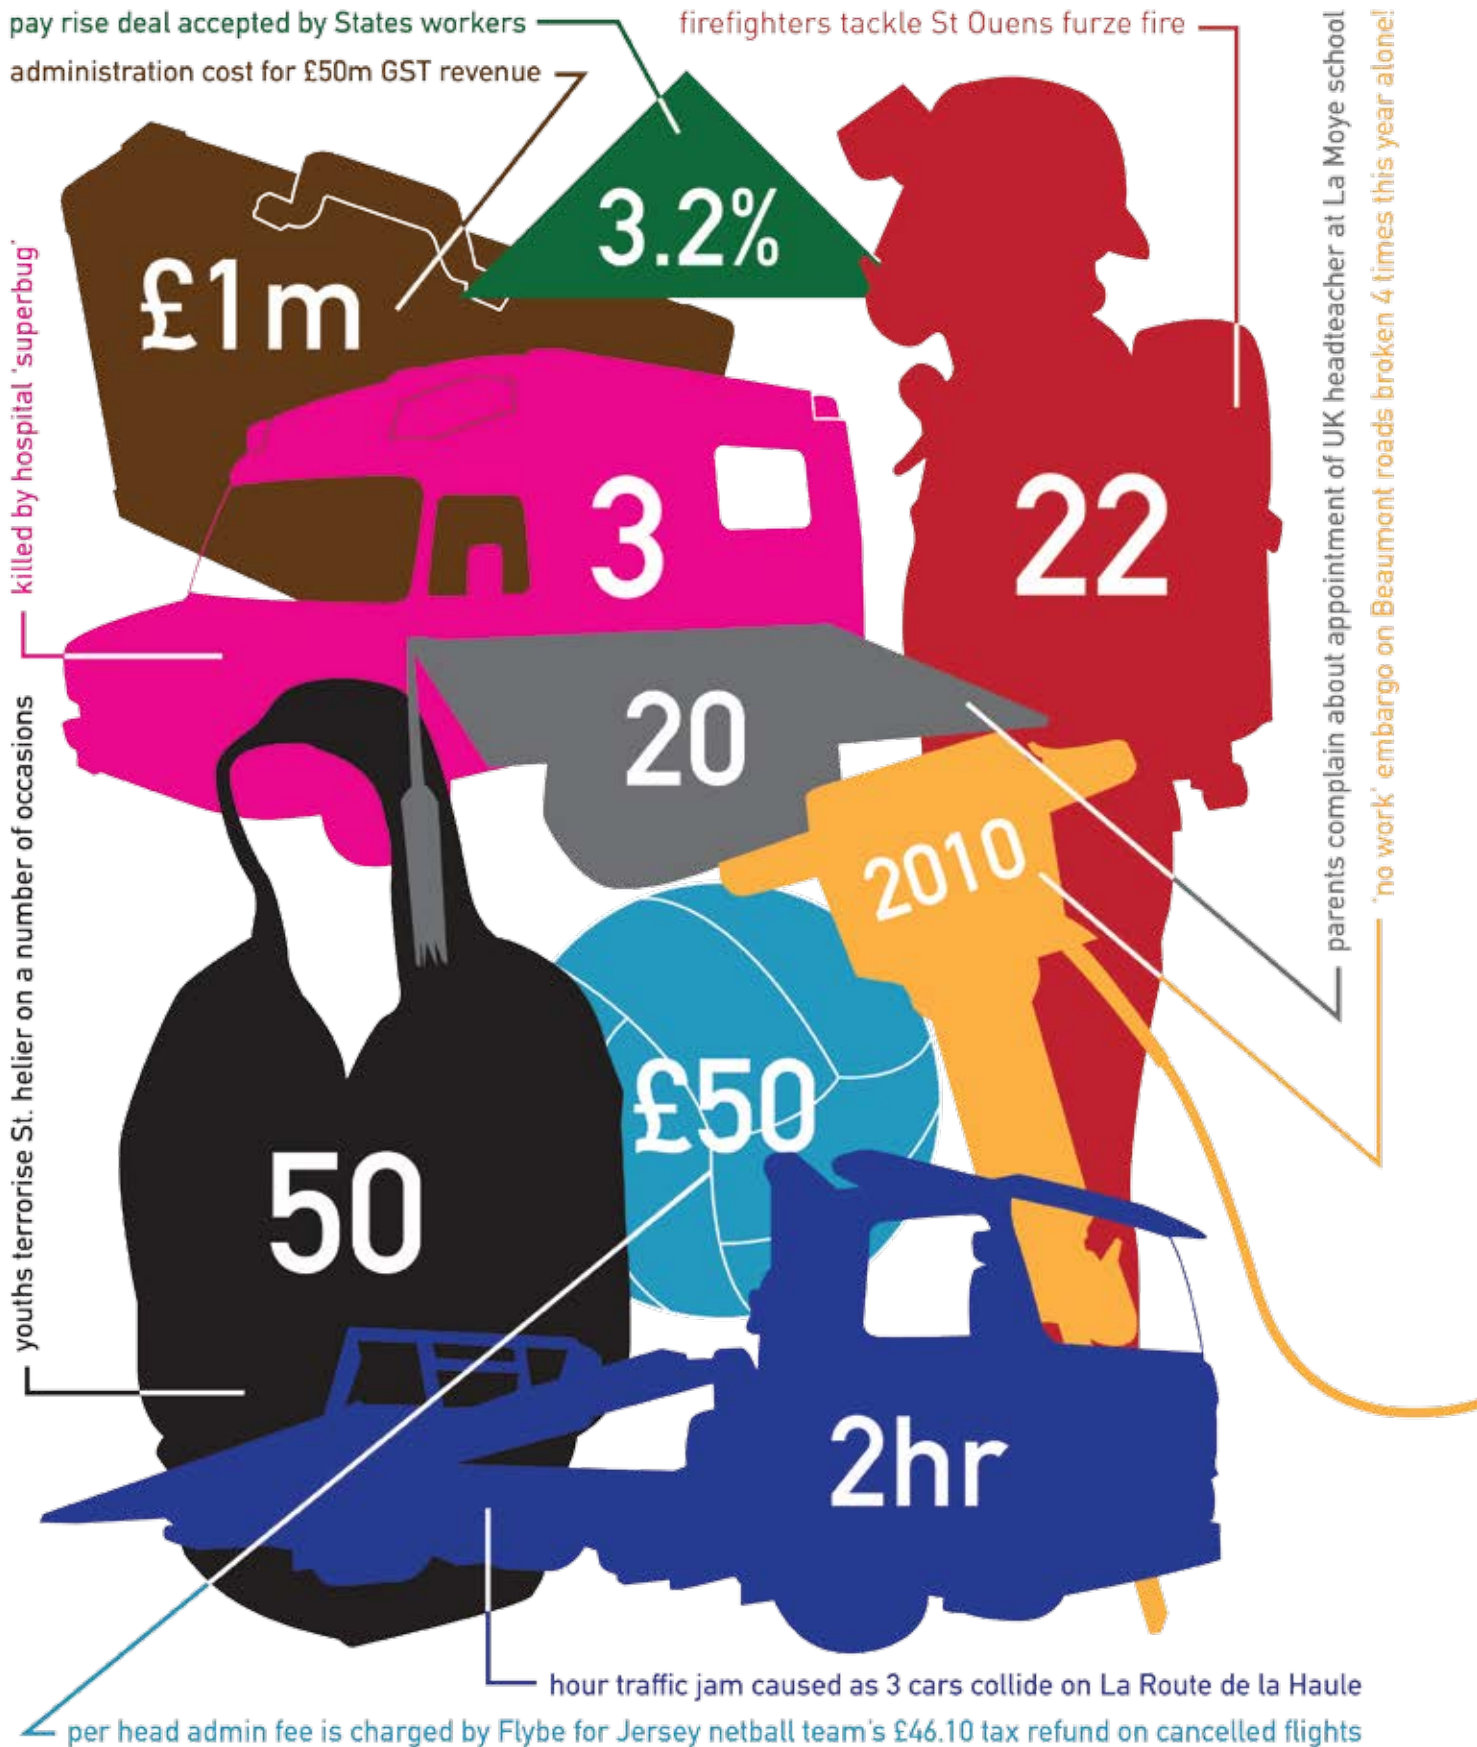 pay rise deal accepted by States workers
firefighters tackle St Ouens furze fire
administration cost for £50m GST revenue
3.2%
£1m
killed by hospital 'superbug'
3
22
parents complain about appointment of UK headteacher at La Moye school
'no work' embargo on Beaumont roads broken 4 times this year alone!
20
2010
youths terrorise St. helier on a number of occasions
£50
50
2hr
hour traffic jam caused as 3 cars collide on La Route de la Haule
per head admin fee is charged by Flybe for Jersey netball team's £46.10 tax refund on cancelled flights